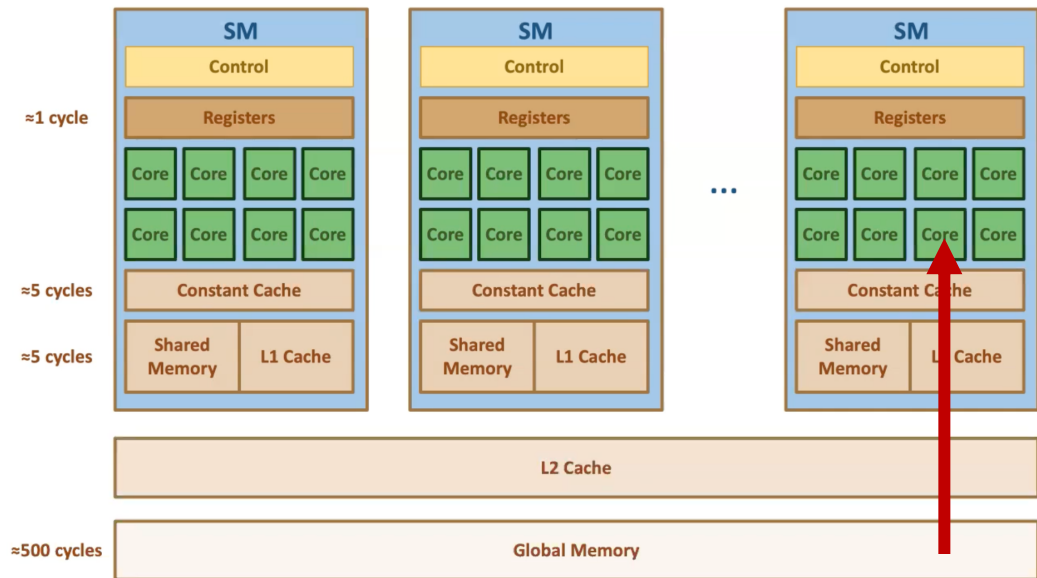 SM SM SM
Control Control Control
≈1 cycle Registers Registers Registers
Core Core Core Core Core Core Core Core ... Core Core Core Core
Core Core Core Core Core Core Core Core Core Core Core Core
≈5 cycles Constant Cache Constant Cache Constant Cache
≈5 cycles Shared Memory L1 Cache Shared Memory L1 Cache Shared Memory Cache
L2 Cache
≈500 cycles Global Memory